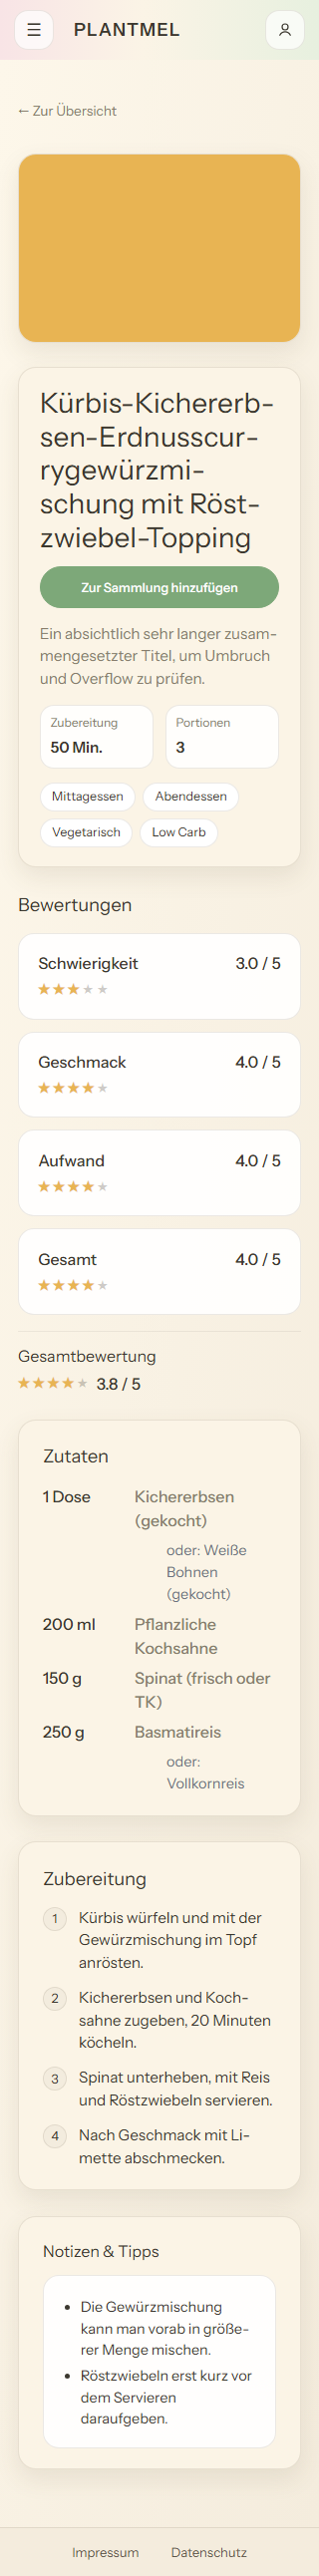 PLANTMEL
← Zur Übersicht
Kürbis-Kichererb-
sen-Erdnusscur-
rygewürzmi-
schung mit Röst-
zwiebel-Topping
Zur Sammlung hinzufügen
Ein absichtlich sehr langer zusam-
mengesetzter Titel, um Umbruch
und Overflow zu prüfen.
Zubereitung Portionen
50 Min. 3
Mittagessen Abendessen
Vegetarisch Low Carb
Bewertungen
Schwierigkeit 3.0 / 5
★★★★★
Geschmack 4.0 / 5
★★★★★
Aufwand 4.0 / 5
★★★★★
Gesamt 4.0 / 5
★★★★★
Gesamtbewertung
★★★★★ 3.8 / 5
Zutaten
1 Dose Kichererbsen
(gekocht)
oder: Weiße
Bohnen
(gekocht)
200 ml Pflanzliche
Kochsahne
150 g Spinat (frisch oder
TK)
250 g Basmatireis
oder:
Vollkornreis
Zubereitung
1 Kürbis würfeln und mit der
Gewürzmischung im Topf
anrösten.
2 Kichererbsen und Koch-
sahne zugeben, 20 Minuten
köcheln.
3 Spinat unterheben, mit Reis
und Röstzwiebeln servieren.
4 Nach Geschmack mit Li-
mette abschmecken.
Notizen & Tipps
• Die Gewürzmischung
kann man vorab in größe-
rer Menge mischen.
• Röstzwiebeln erst kurz vor
dem Servieren
daraufgeben.
Impressum Datenschutz